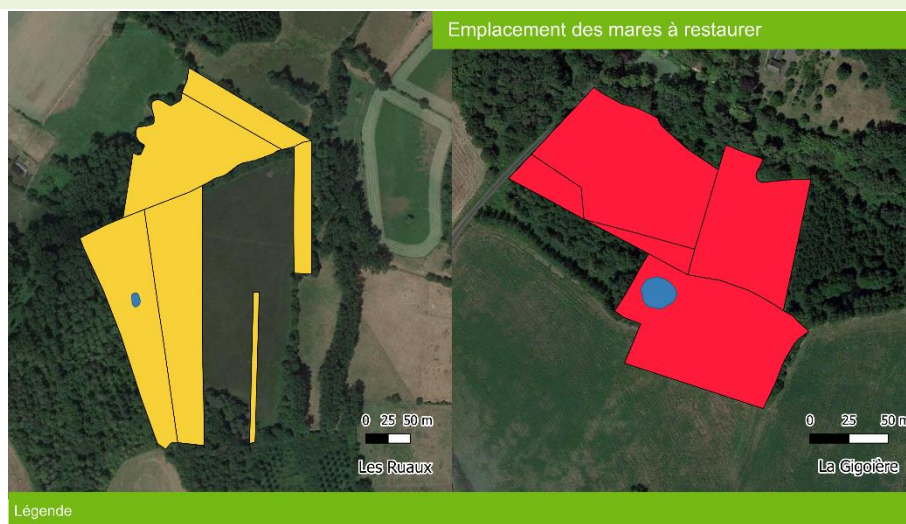 Emplacement des mares à restaurer
0 25 50 m
Les Ruaux
0 25 50 m
La Gigoière
Légende